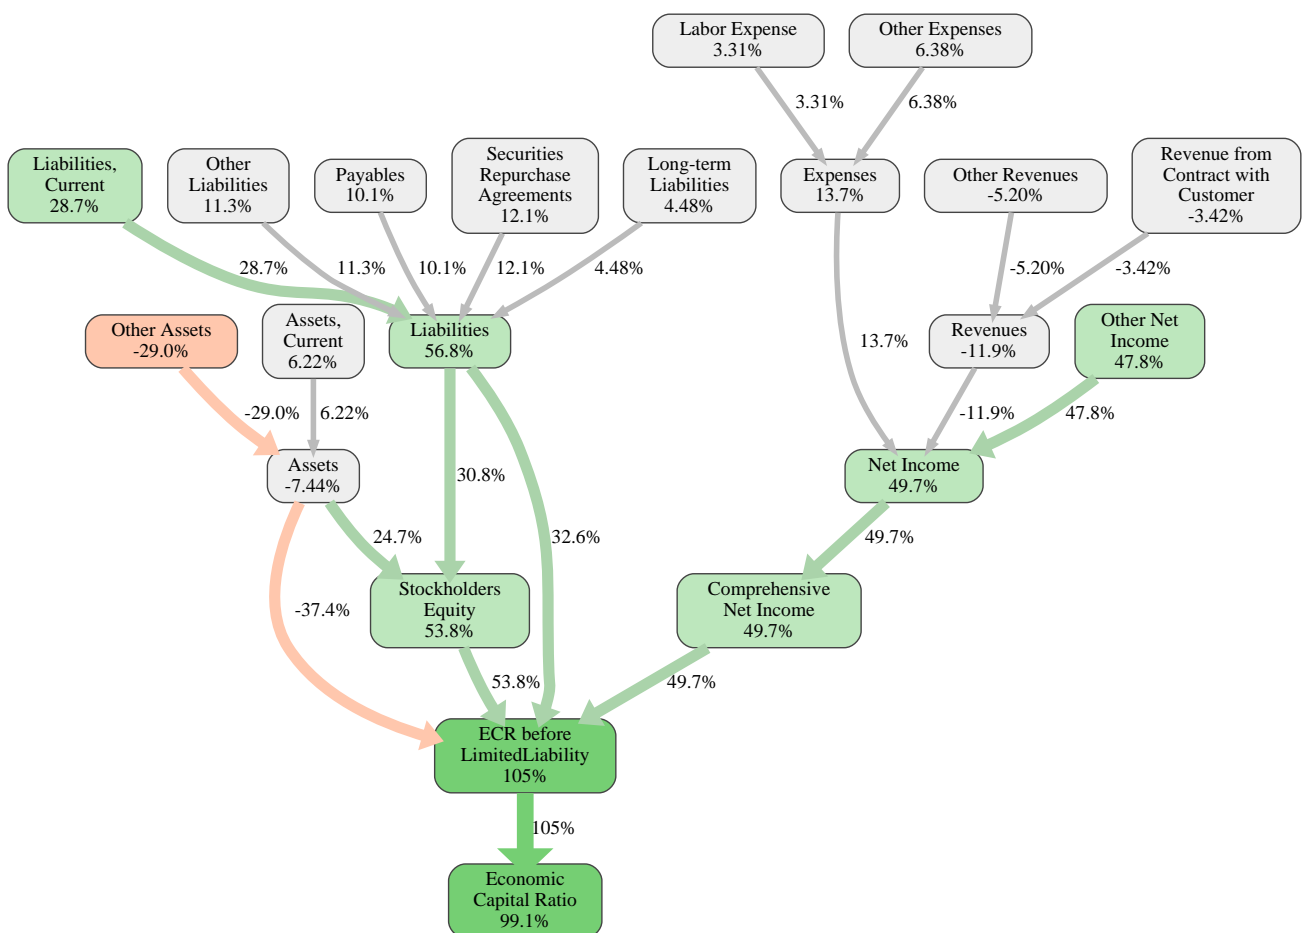 Labor Expense
3.31%
Other Expenses
6.38%
3.31%
6.38%
Liabilities,
Current
28.7%
Other
Liabilities
11.3%
Payables
10.1%
Securities
Repurchase
Agreements
12.1%
Long-term
Liabilities
4.48%
Expenses
13.7%
Other Revenues
-5.20%
Revenue from
Contract with
Customer
-3.42%
28.7%
11.3%
10.1%
12.1%
4.48%
-5.20%
-3.42%
Other Assets
-29.0%
Assets,
Current
6.22%
Liabilities
56.8%
13.7%
Revenues
-11.9%
Other Net
Income
47.8%
-29.0%
6.22%
-11.9%
47.8%
Assets
-7.44%
30.8%
Net Income
49.7%
24.7%
32.6%
49.7%
-37.4%
Stockholders
Equity
53.8%
Comprehensive
Net Income
49.7%
53.8%
49.7%
ECR before
LimitedLiability
105%
105%
Economic
Capital Ratio
99.1%